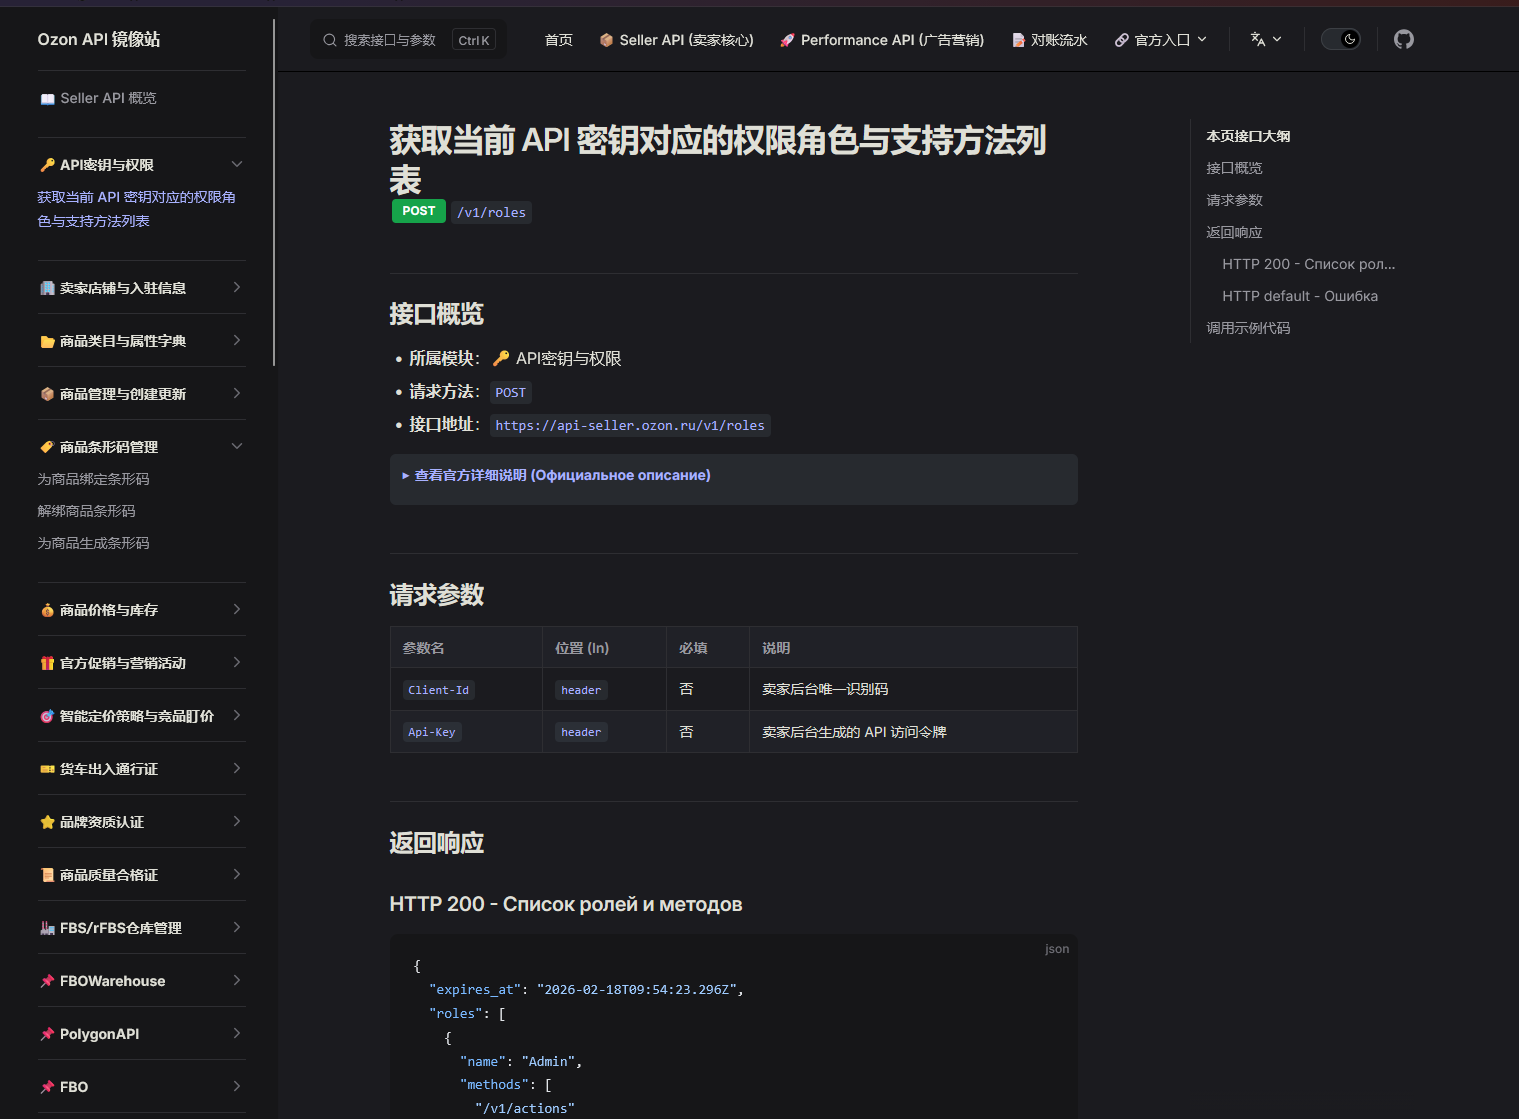 Ozon API 镜像站
搜索接口与参数 Ctrl K
首页
Seller API (卖家核心)
Performance API (广告营销)
对账流水
官方入口
Seller API 概览
API密钥与权限
获取当前 API 密钥对应的权限角
色与支持方法列表
卖家店铺与入驻信息
商品类目与属性字典
商品管理与创建更新
商品条形码管理
为商品绑定条形码
解绑商品条形码
为商品生成条形码
商品价格与库存
官方促销与营销活动
智能定价策略与竞品盯价
货车出入通行证
品牌资质认证
商品质量合格证
FBS/rFBS仓库管理
FBOWarehouse
PolygonAPI
FBO
获取当前 API 密钥对应的权限角色与支持方法列
表
POST /v1/roles
接口概览
• 所属模块： API密钥与权限
• 请求方法： POST
• 接口地址： https://api-seller.ozon.ru/v1/roles
▸ 查看官方详细说明 (Официальное описание)
请求参数
参数名 位置 (In) 必填 说明
Client-Id header 否 卖家后台唯一识别码
Api-Key header 否 卖家后台生成的 API 访问令牌
返回响应
HTTP 200 - Список ролей и методов
json
{
"expires_at": "2026-02-18T09:54:23.296Z",
"roles": [
{
"name": "Admin",
"methods": [
"/v1/actions"
本页接口大纲
接口概览
请求参数
返回响应
HTTP 200 - Список рол...
HTTP default - Ошибка
调用示例代码